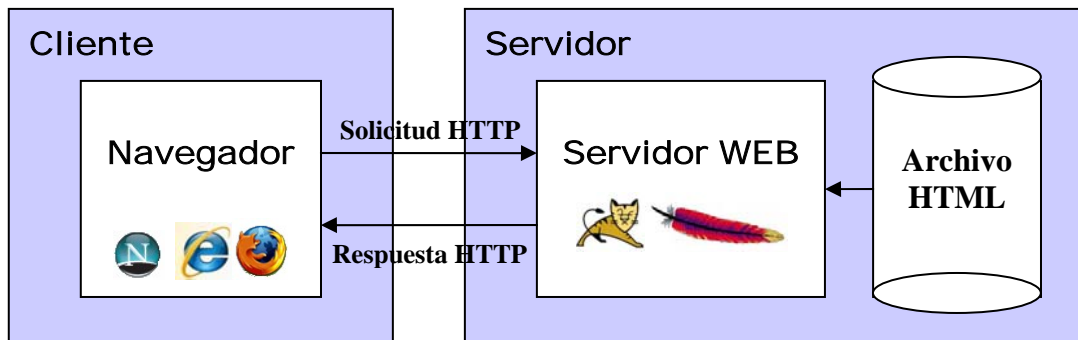 Cliente
Servidor
Navegador
Solicitud HTTP
Respuesta HTTP
Servidor WEB
Archivo
HTML
N
e